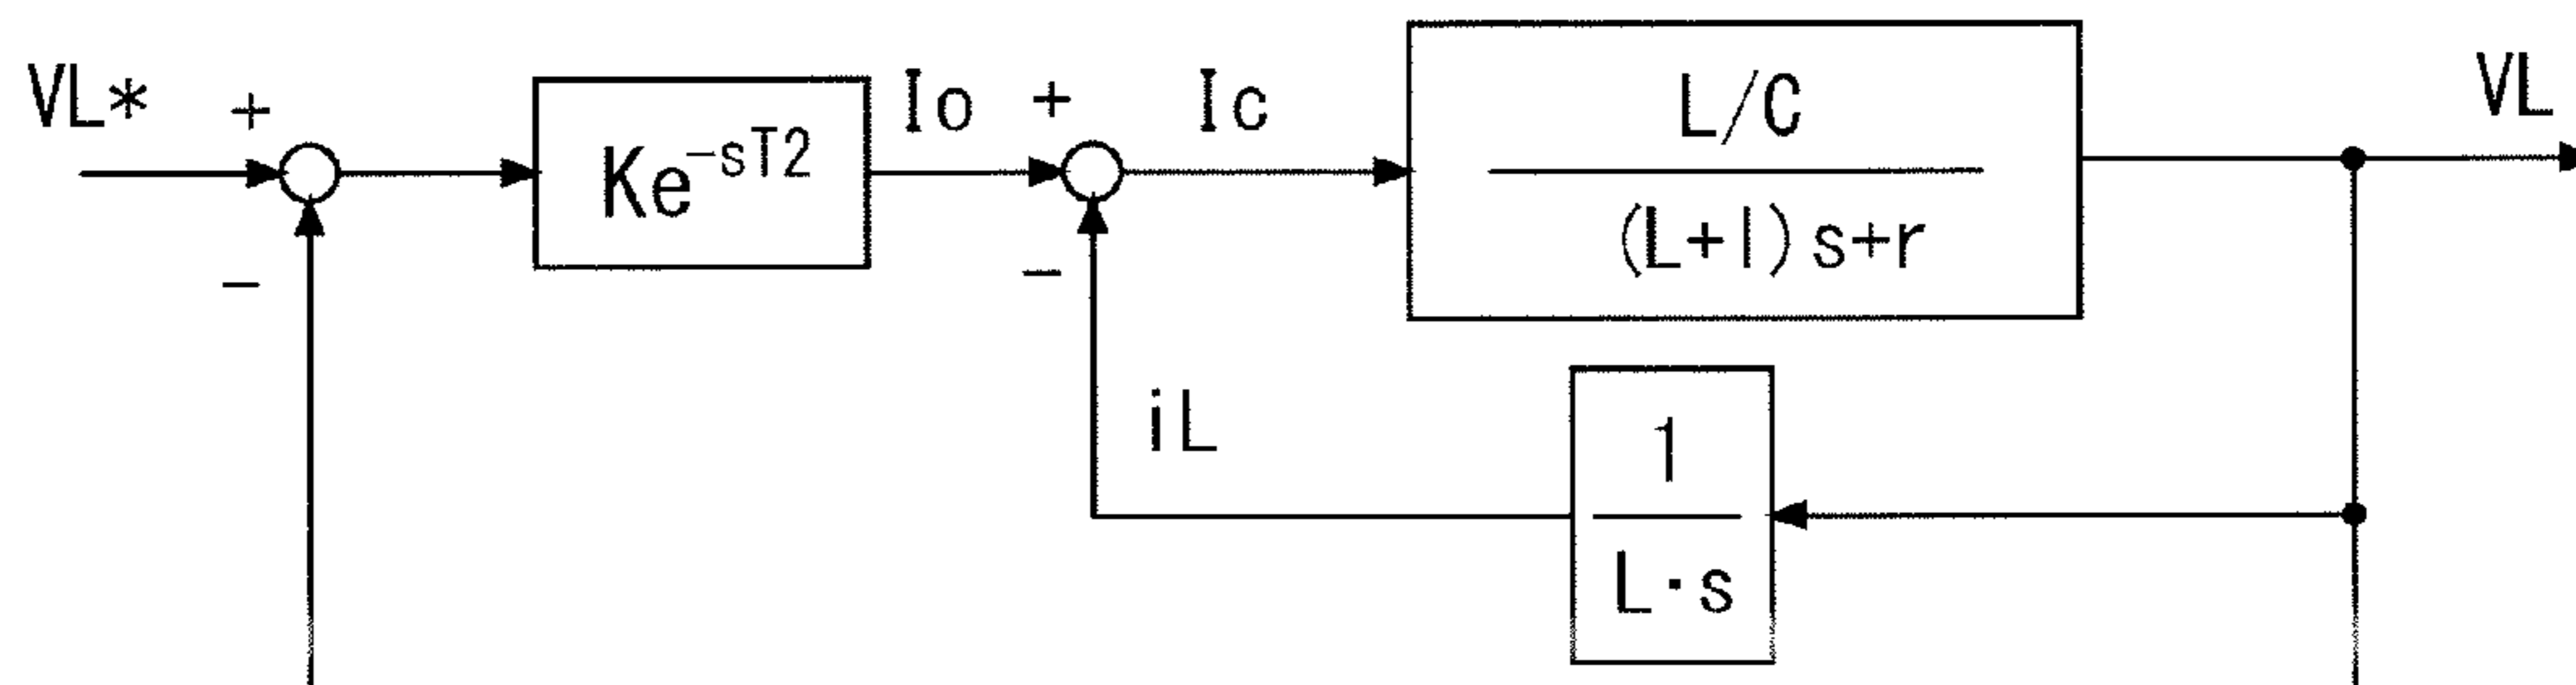 VL*
+
-
Ke^-sT2
Io
+
-
Ic
L/C
(L+l)s+r
VL
iL
1
L·s